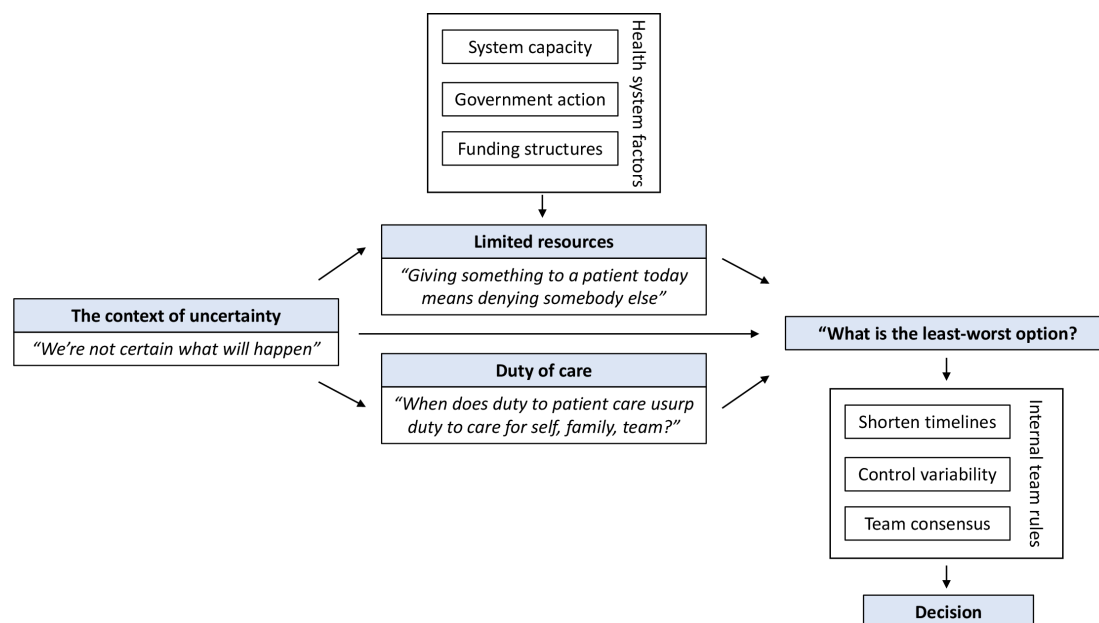 System capacity
Government action
Funding structures
Health system factors
Limited resources
“Giving something to a patient today
means denying somebody else”
The context of uncertainty
“We’re not certain what will happen”
“What is the least-worst option?
Duty of care
“When does duty to patient care usurp
duty to care for self, family, team?”
Shorten timelines
Control variability
Team consensus
Internal team rules
Decision